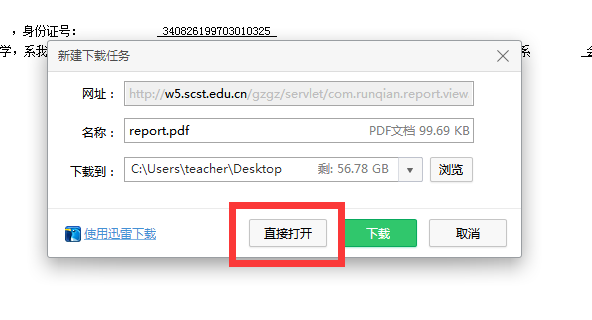 ，身份证号： 340826199703010325
学，系我
系
新建下载任务
网址： http://w5.scst.edu.cn/gzgz/servlet/com.runqian.report.view
名称： report.pdf PDF文档 99.69 KB
下载到： C:\Users\teacher\Desktop 剩: 56.78 GB 浏览
使用迅雷下载 直接打开 下载 取消